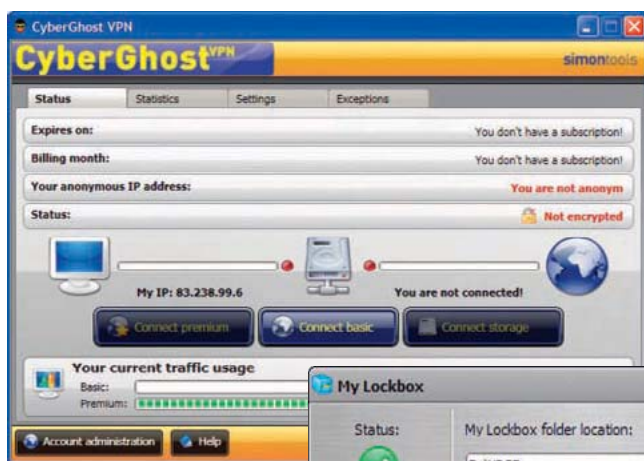 CyberGhost VPN
CyberGhost VPN
simontools
Status Statistics Settings Exceptions
Expires on: You don't have a subscription!
Billing month: You don't have a subscription!
Your anonymous IP address: You are not anonym
Status: Not encrypted
My IP: 83.238.99.6 You are not connected!
Connect premium Connect basic Connect storage
Your current traffic usage
Basic:
Premium:
Account administration Help
My Lockbox
Status: My Lockbox folder location: